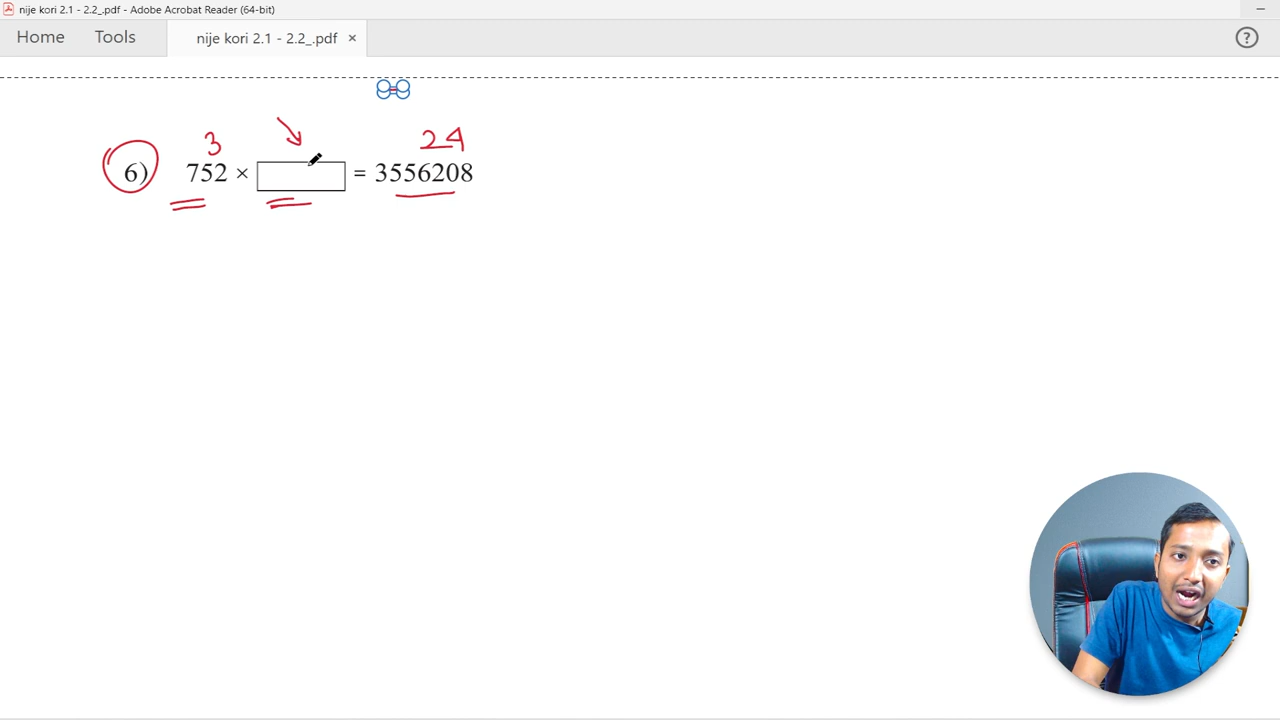 nije kori 2.1 - 2.2_.pdf - Adobe Acrobat Reader (64-bit)
Home Tools nije kori 2.1 - 2.2_.pdf × ?
3 24
6) 752 × = 3556208